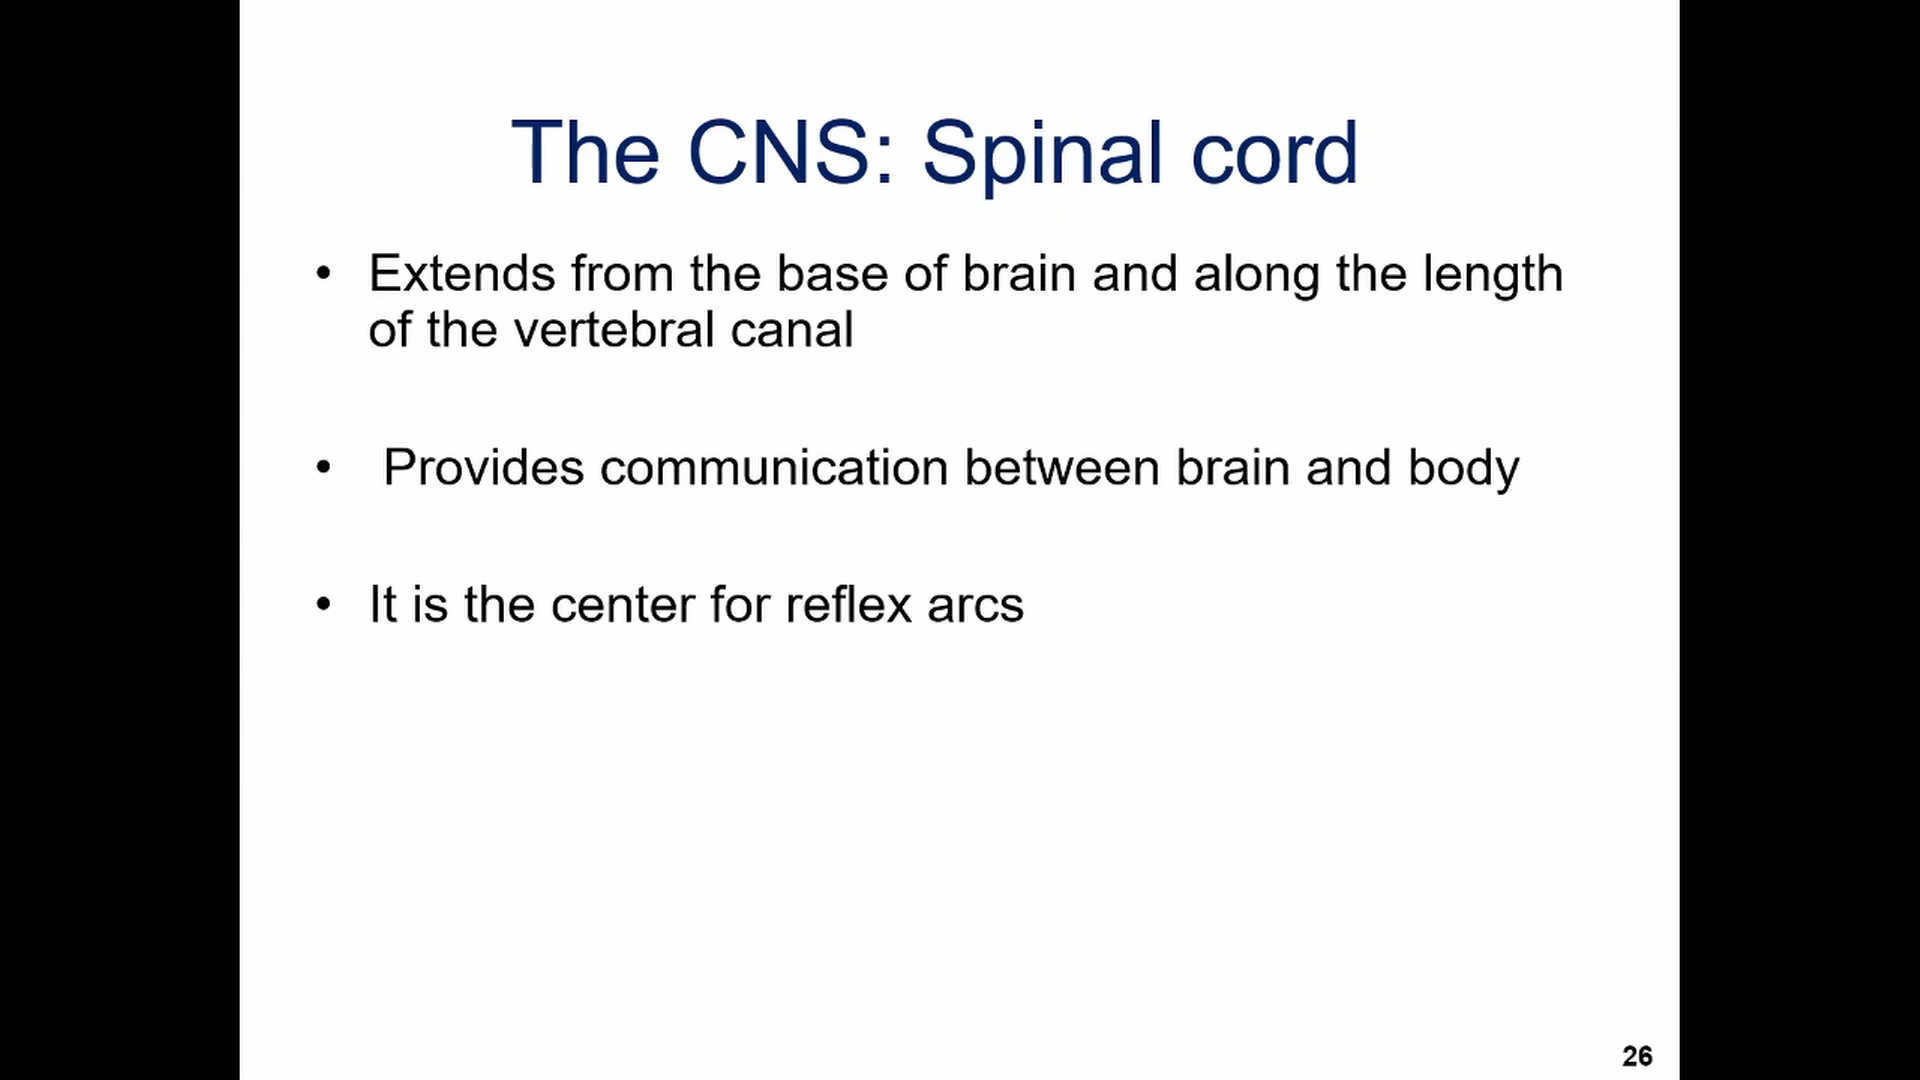 The CNS: Spinal cord
• Extends from the base of brain and along the length
of the vertebral canal
• Provides communication between brain and body
• It is the center for reflex arcs
26